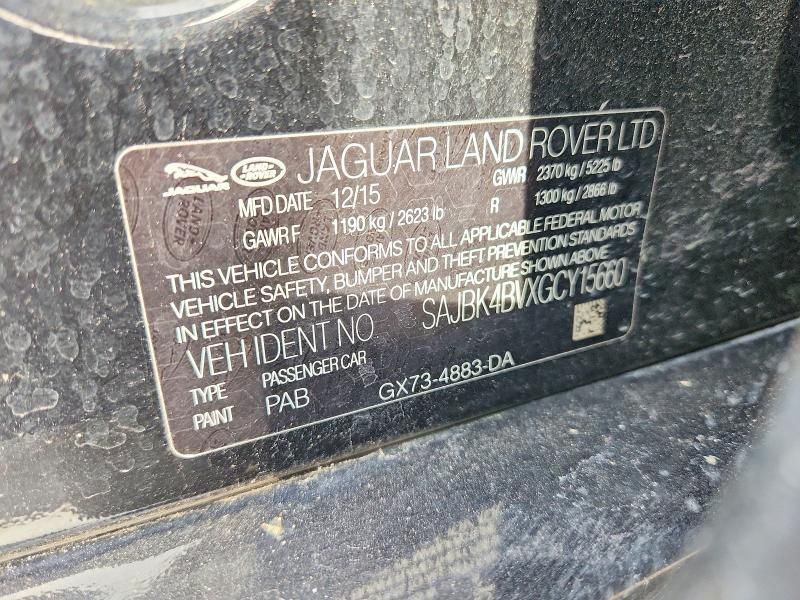 JAGUAR LAND ROVER JAGUAR LAND ROVER LTD
MFD DATE 12/15 GVWR 2370 kg / 5225 lb
GAWR F 1190 kg / 2623 lb R 1300 kg / 2866 lb
THIS VEHICLE CONFORMS TO ALL APPLICABLE FEDERAL MOTOR
VEHICLE SAFETY, BUMPER AND THEFT PREVENTION STANDARDS
IN EFFECT ON THE DATE OF MANUFACTURE SHOWN ABOVE
VEH IDENT NO SAJBK4BVXGCY15660
TYPE PASSENGER CAR
PAINT PAB GX73-4883-DA